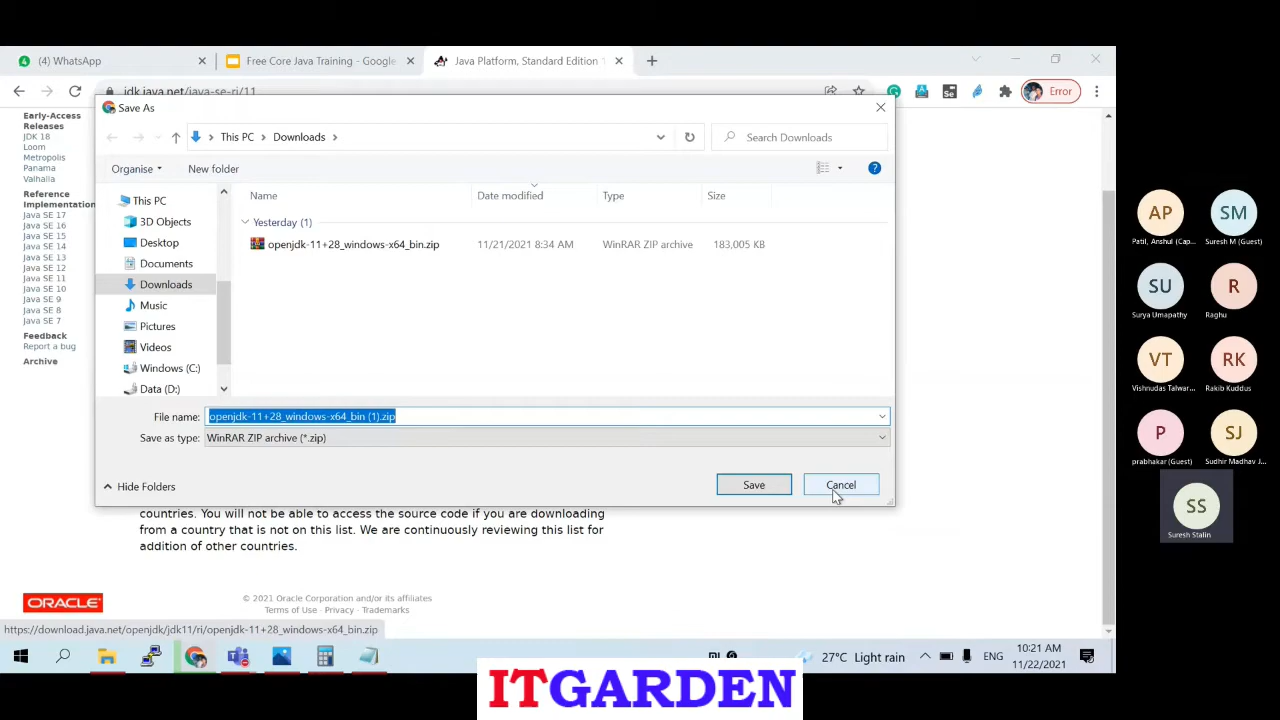 (4) WhatsApp
Free Core Java Training - Google
Java Platform, Standard Edition
jdk.java.net/java-se-ri/11
Error
Save As
This PC
Downloads
Search Downloads
Organise
New folder
Name
Date modified
Type
Size
Yesterday (1)
openjdk-11+28_windows-x64_bin.zip
11/21/2021 8:34 AM
WinRAR ZIP archive
183,005 KB
This PC
3D Objects
Desktop
Documents
Downloads
Music
Pictures
Videos
Windows (C:)
Data (D:)
File name:
openjdk-11+28_windows-x64_bin (1).zip
Save as type:
WinRAR ZIP archive (*.zip)
Hide Folders
Save
Cancel
Early-Access
Releases
JDK 18
Loom
Metropolis
Panama
Valhalla
Reference
Implementation
Java SE 17
Java SE 16
Java SE 15
Java SE 14
Java SE 13
Java SE 12
Java SE 11
Java SE 10
Java SE 9
Java SE 8
Java SE 7
Feedback
Report a bug
Archive
countries. You will not be able to access the source code if you are downloading
from a country that is not on this list. We are continuously reviewing this list for
addition of other countries.
ORACLE
© 2021 Oracle Corporation and/or its affiliates
Terms of Use · Privacy · Trademarks
https://download.java.net/openjdk/jdk11/ri/openjdk-11+28_windows-x64_bin.zip
27°C Light rain
ENG
10:21 AM
11/22/2021
AP
Patil, Anshul (Cap...
SM
Suresh M (Guest)
SU
Surya Umapathy
R
Raghu
VT
Vishnudas Talwar...
RK
Rakib Kuddus
P
prabhakar (Guest)
SJ
Sudhir Madhav J...
SS
Suresh Stalin
ITGARDEN